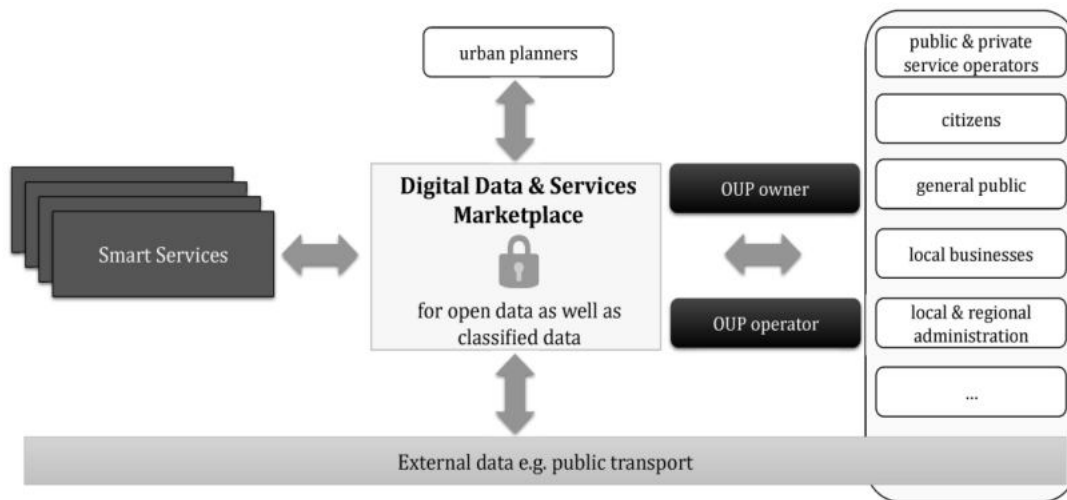 urban planners
Smart Services
Digital Data & Services
Marketplace
for open data as well as
classified data
OUP owner
OUP operator
public & private
service operators
citizens
general public
local businesses
local & regional
administration
...
External data e.g. public transport